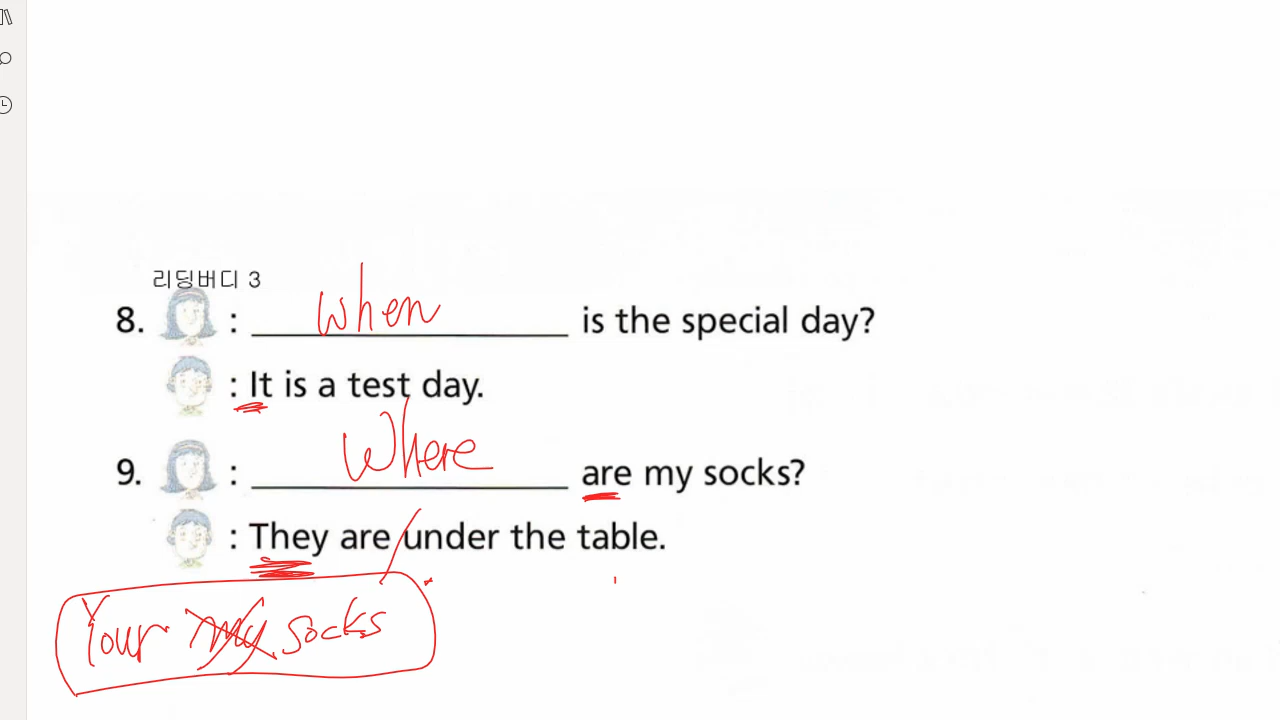 리딩버디 3
8. : when is the special day?
: It is a test day.
9. : Where are my socks?
: They are under the table.
Your my socks